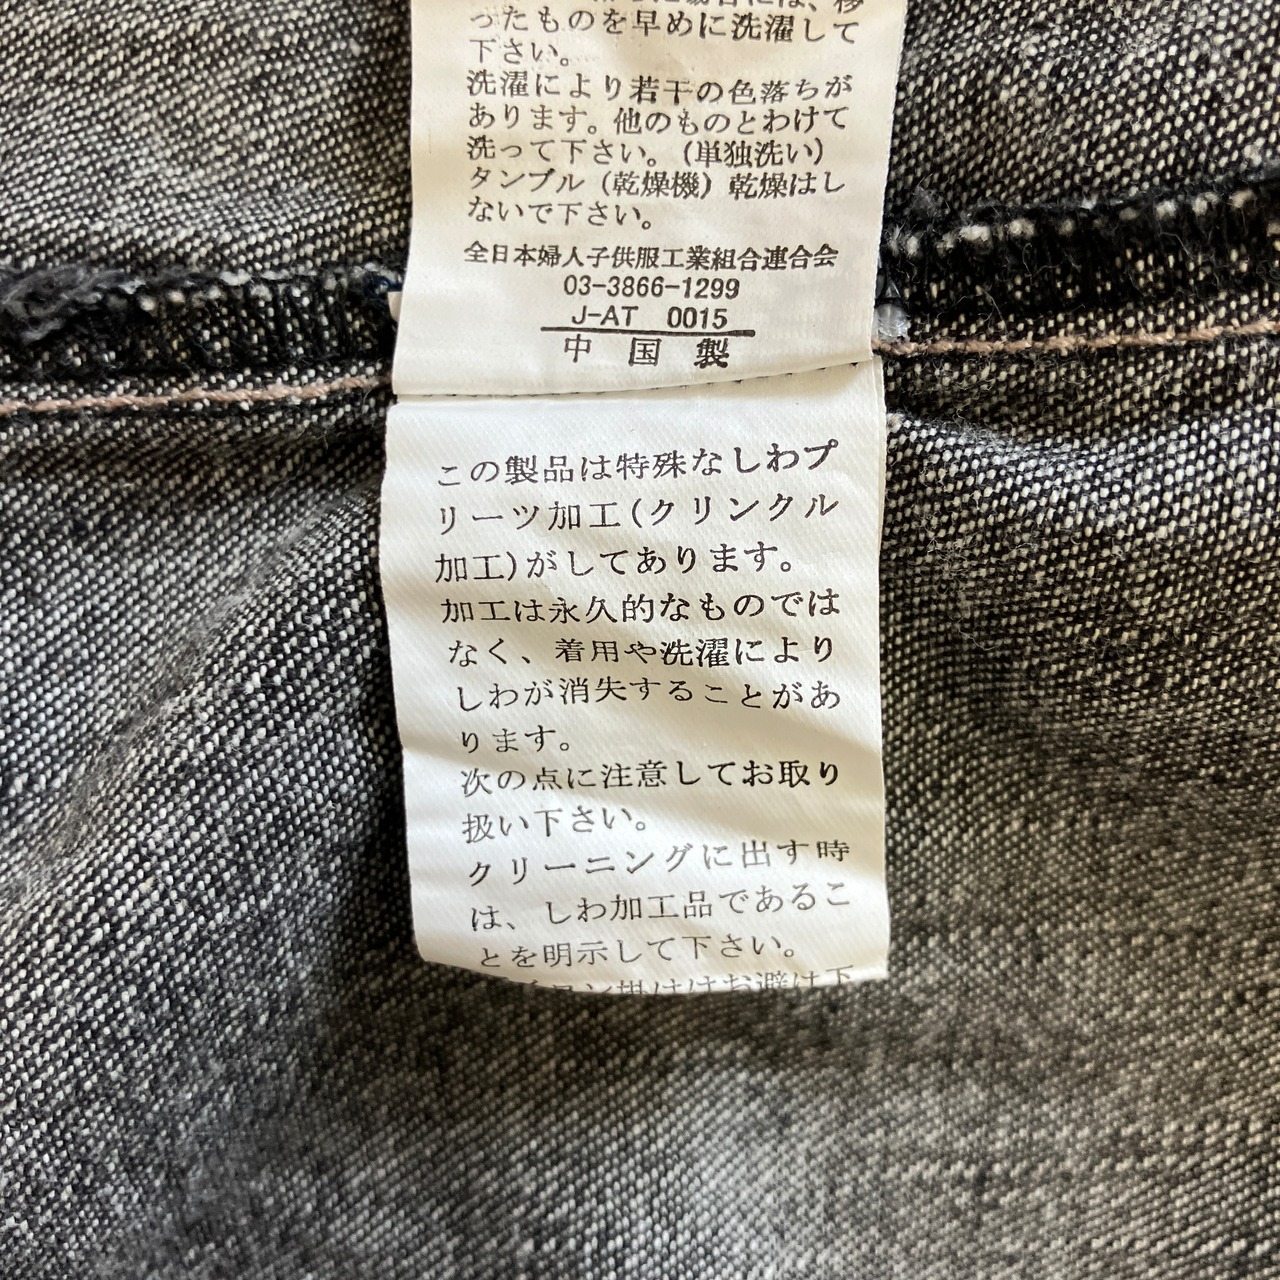 ったものを早めに洗濯して
下さい。
洗濯により若干の色落ちが
あります。他のものとわけて
洗って下さい。(単独洗い)
タンブル(乾燥機)乾燥はし
ないで下さい。
全日本婦人子供服工業組合連合会
03-3866-1299
J-AT 0015
中国製
この製品は特殊なしわプ
リーツ加工(クリンクル
加工)がしてあります。
加工は永久的なものでは
なく、着用や洗濯により
しわが消失することがあ
ります。
次の点に注意してお取り
扱い下さい。
クリーニングに出す時
は、しわ加工品であるこ
とを明示して下さい。
ン掛けはお避け下